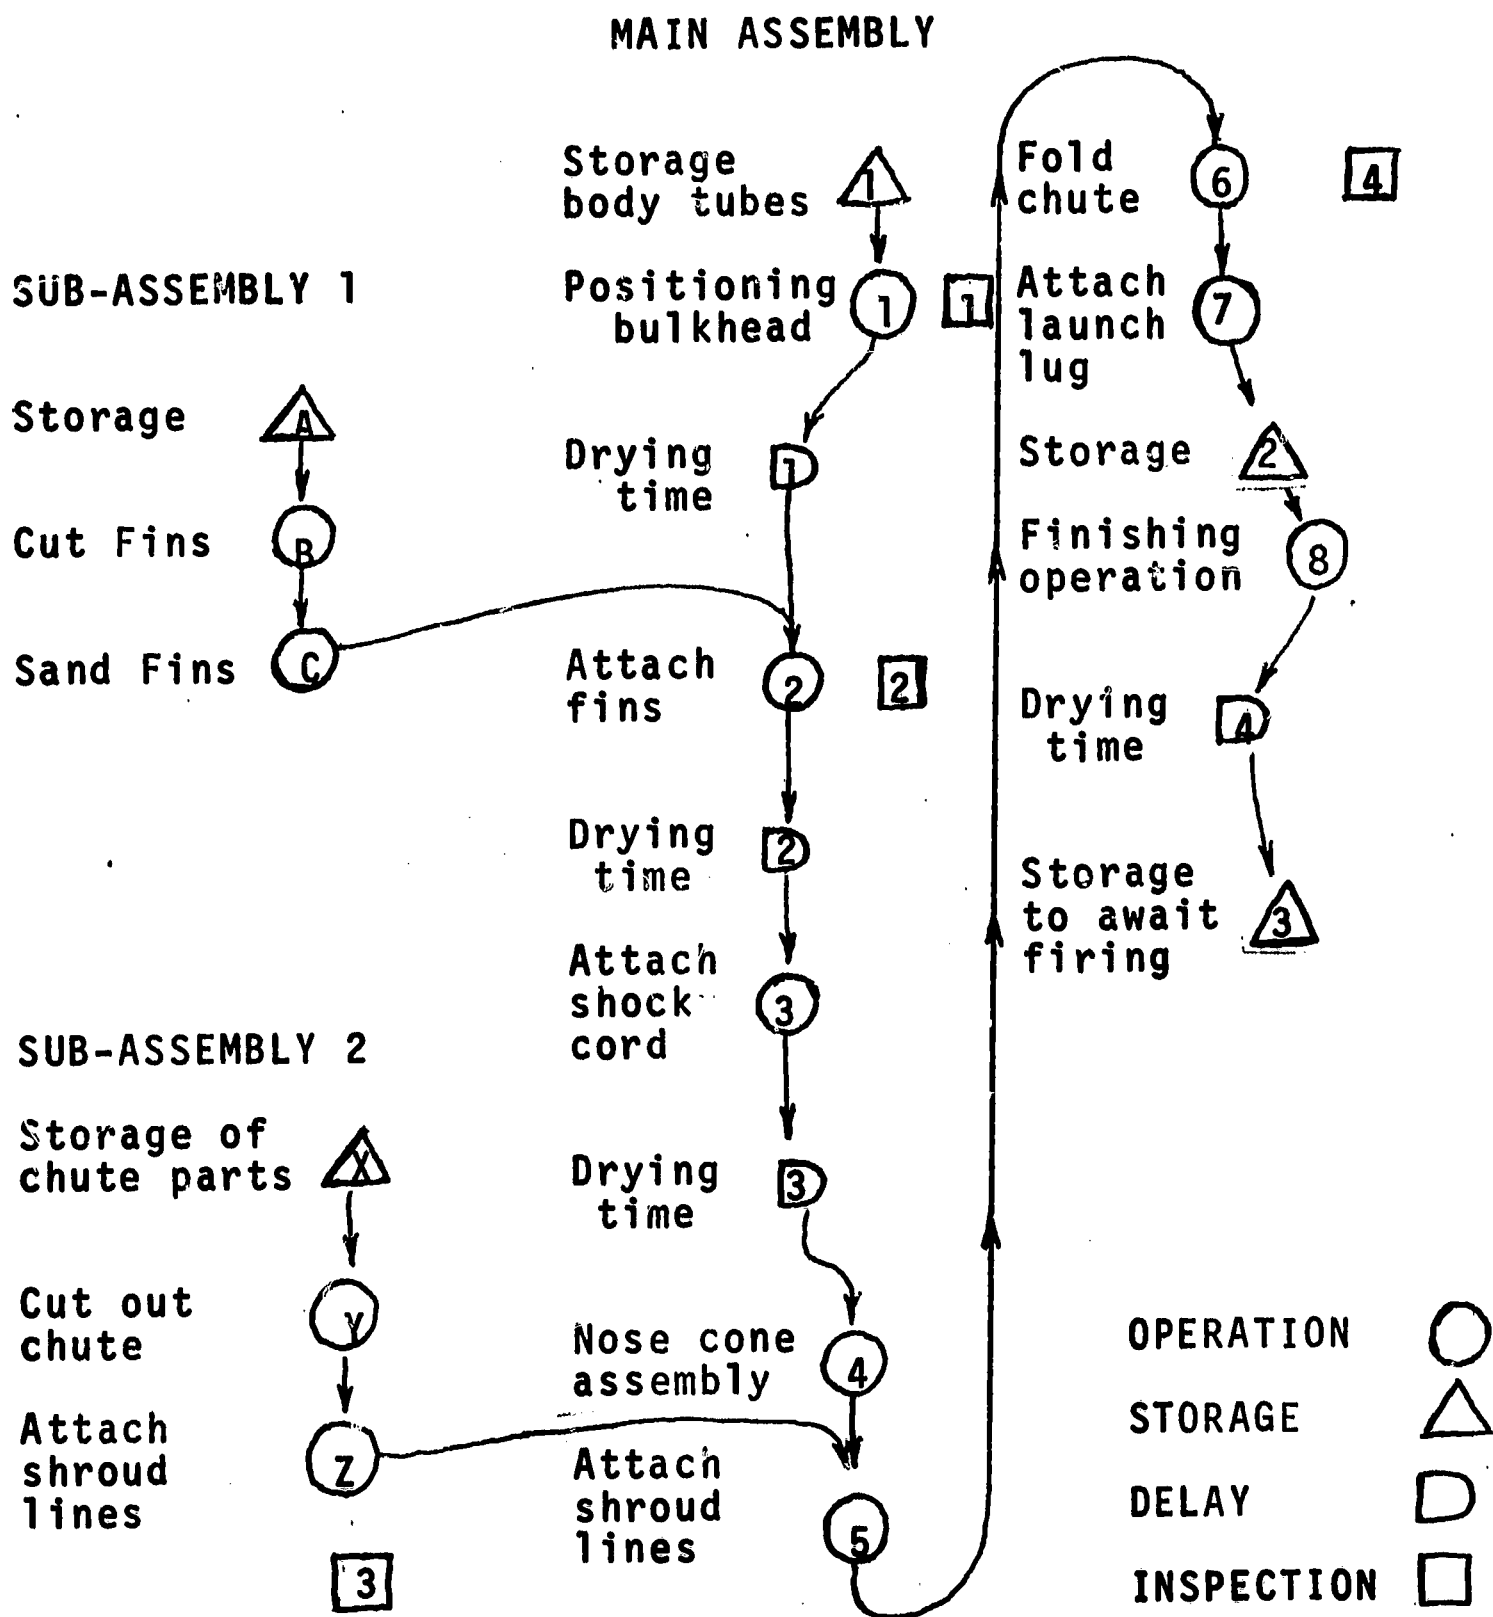 MAIN ASSEMBLY
SUB-ASSEMBLY 1
Storage
A
Cut Fins
B
Sand Fins
C
SUB-ASSEMBLY 2
Storage of
chute parts
X
Cut out
chute
Y
Attach
shroud
lines
Z
3
Storage
body tubes
1
Positioning
bulkhead
1
1
Drying
time
1
Attach
fins
2
2
Drying
time
2
Attach
shock
cord
3
Drying
time
3
Nose cone
assembly
4
Attach
shroud
lines
5
Fold
chute
6
4
Attach
launch
lug
7
Storage
2
Finishing
operation
8
Drying
time
4
Storage
to await
firing
3
OPERATION
STORAGE
DELAY
INSPECTION